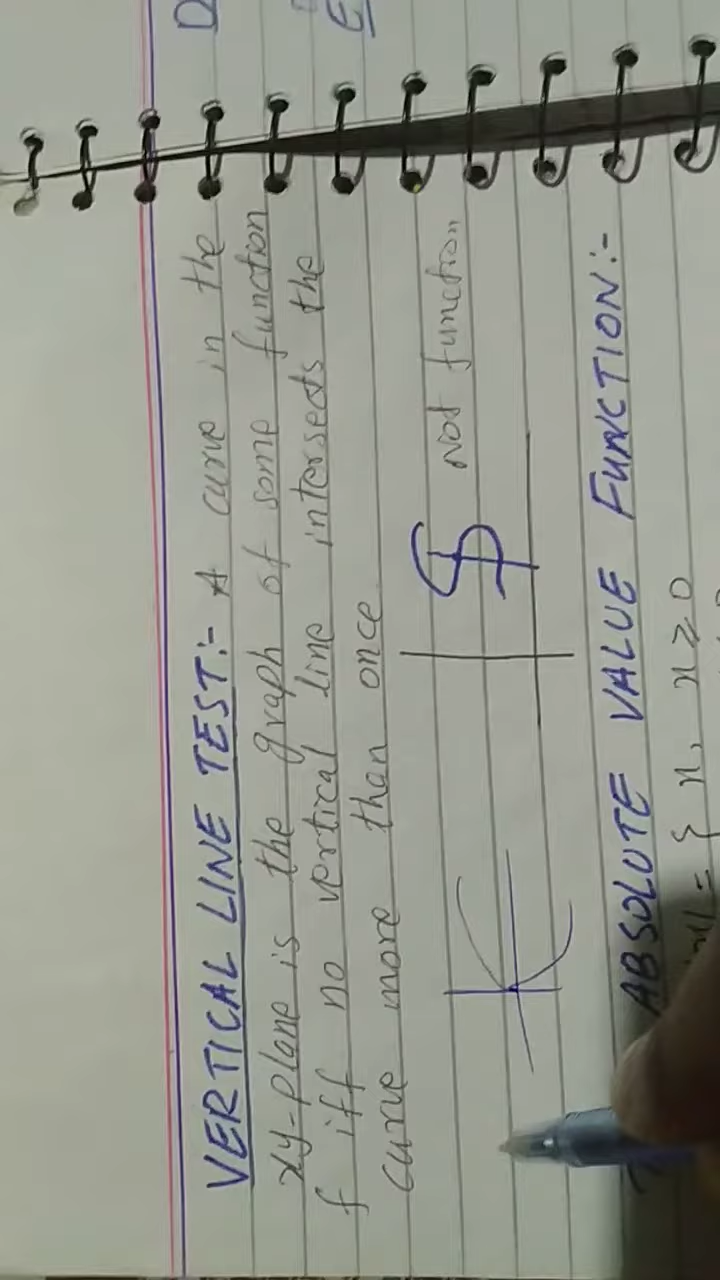 VERTICAL LINE TEST:- A curve in the
xy-plane is the graph of some function
f iff no vertical line intersects the
curve more than once.
Not function
ABSOLUTE VALUE FUNCTION:-
= { x, x ≥ 0
D
E